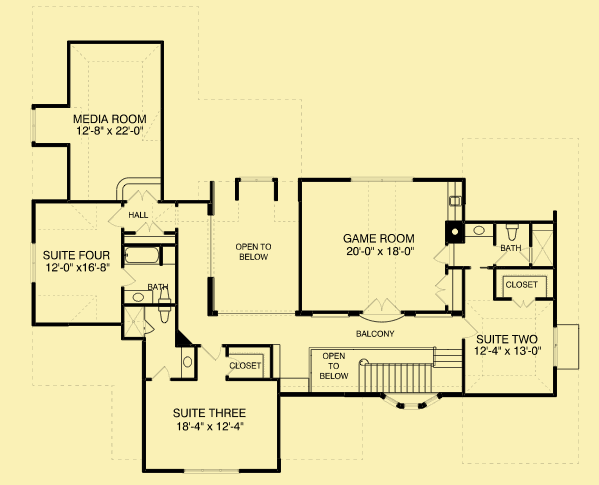 MEDIA ROOM
12'-8" x 22'-0"
HALL
SUITE FOUR
12'-0"x16'-8"
BATH
OPEN TO
BELOW
GAME ROOM
20'-0" x 18'-0"
BATH
CLOSET
BALCONY
SUITE TWO
12'-4" x 13'-0"
OPEN
TO
BELOW
CLOSET
SUITE THREE
18'-4" x 12'-4"